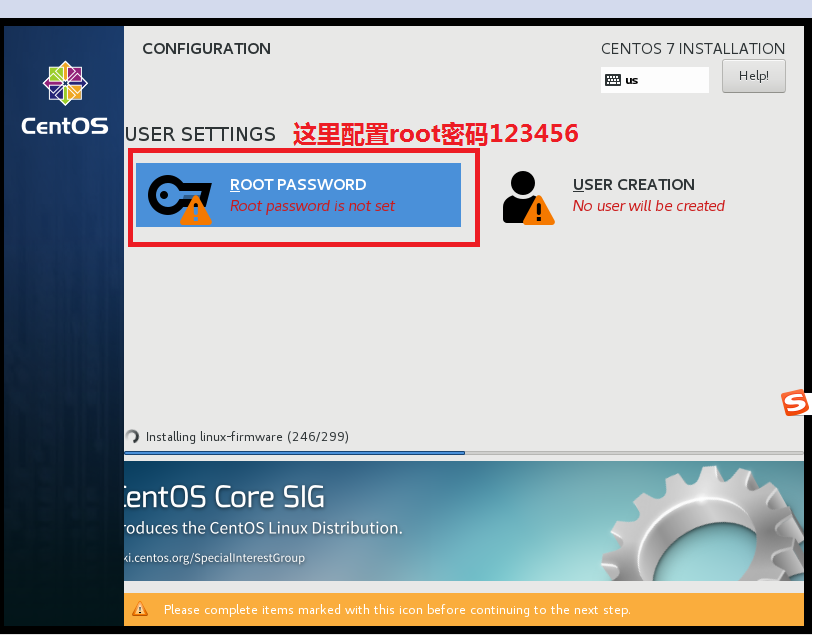 CONFIGURATION
CENTOS 7 INSTALLATION
us
Help!
CentOS
USER SETTINGS
这里配置root密码123456
ROOT PASSWORD
Root password is not set
USER CREATION
No user will be created
Installing linux-firmware (246/299)
entOS Core SIG
roduces the CentOS Linux Distribution.
ki.centos.org/SpecialInterestGroup
Please complete items marked with this icon before continuing to the next step.